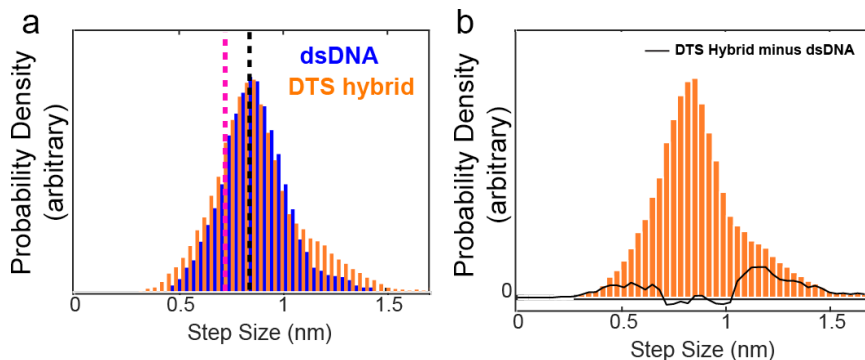 a
dsDNA
DTS hybrid
Probability Density
(arbitrary)
0
0.5
1
1.5
Step Size (nm)
b
DTS Hybrid minus dsDNA
Probability Density
(arbitrary)
0
0
0.5
1
1.5
Step Size (nm)